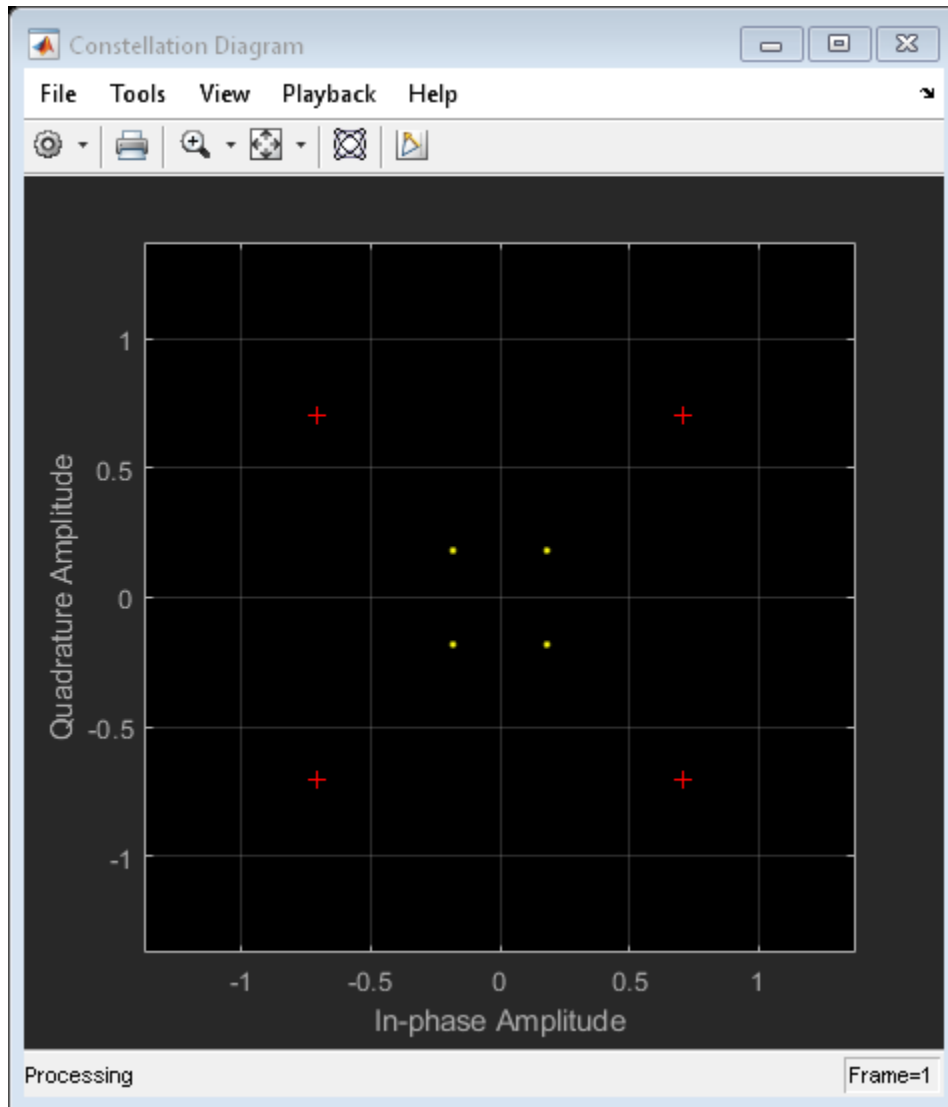 Constellation Diagram
File Tools View Playback Help
1
0.5
0
-0.5
-1
Quadrature Amplitude
-1 -0.5 0 0.5 1
In-phase Amplitude
Processing Frame=1